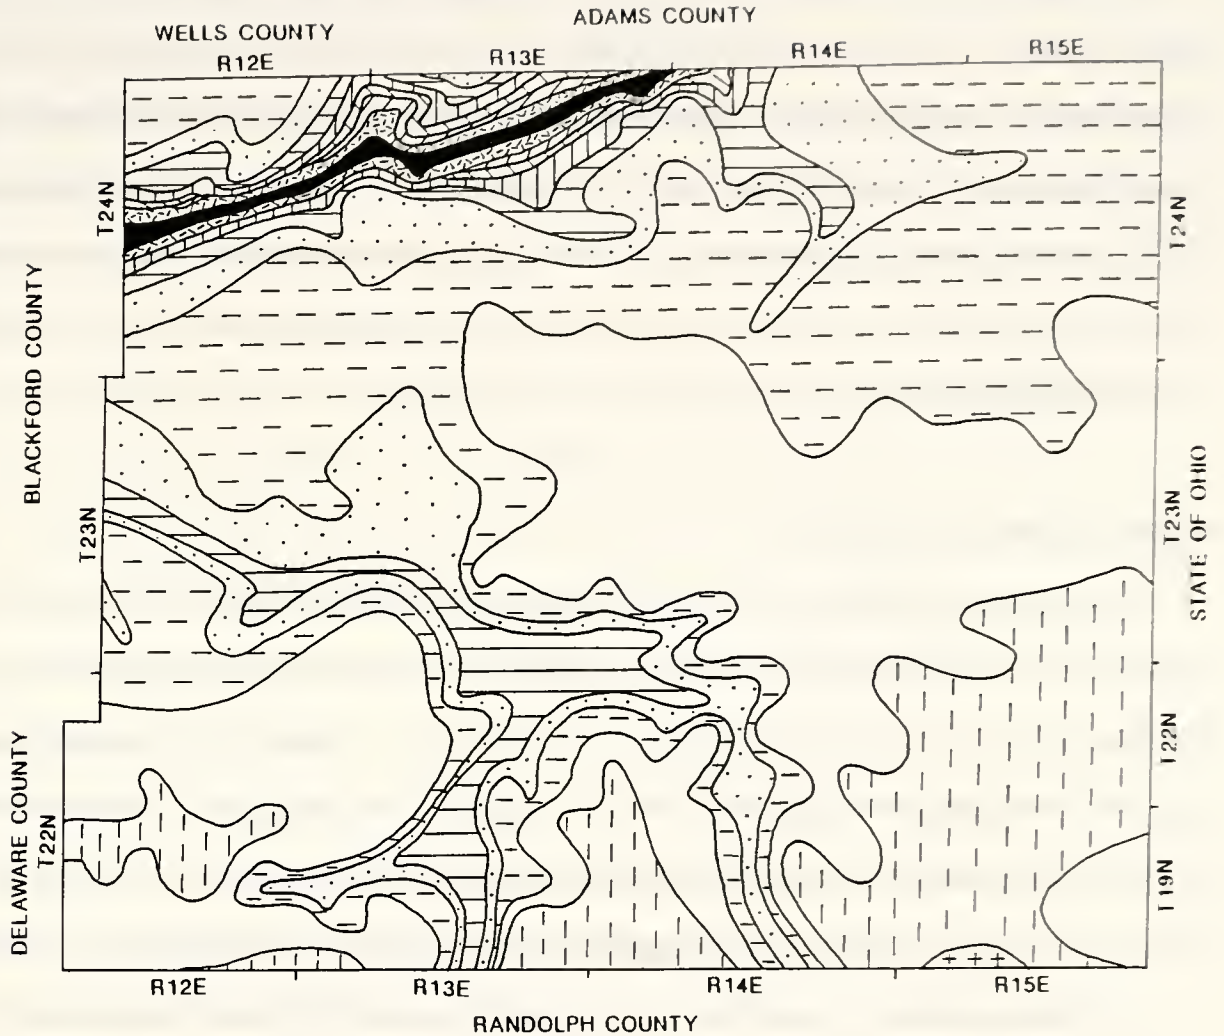 WELLS COUNTY
ADAMS COUNTY
R12E
R13E
R14E
R15E
T24N
T24N
BLACKFORD COUNTY
T23N
T23N
STATE OF OHIO
DELAWARE COUNTY
T22N
T22N
T19N
R12E
R13E
R14E
R15E
RANDOLPH COUNTY